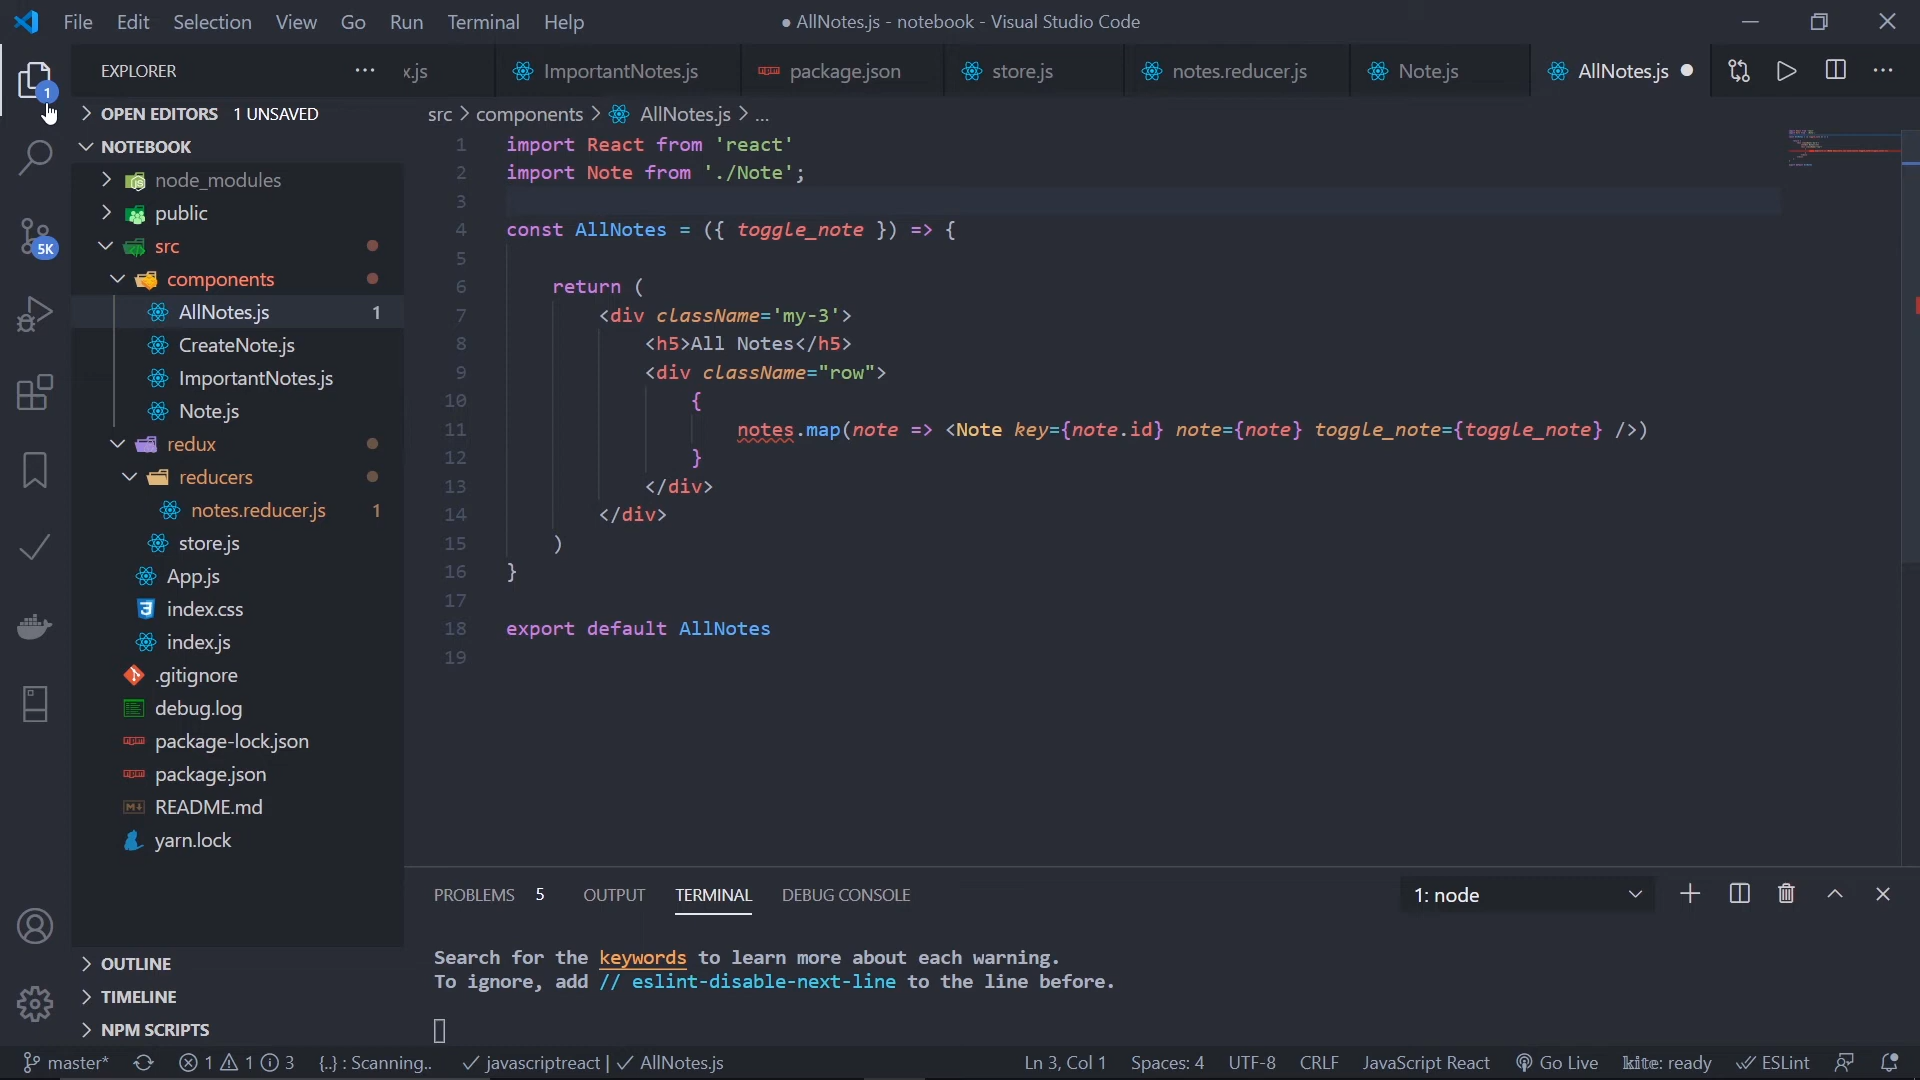 File Edit Selection View Go Run Terminal Help
● AllNotes.js - notebook - Visual Studio Code
EXPLORER
x.js ImportantNotes.js package.json store.js notes.reducer.js Note.js AllNotes.js
1
OPEN EDITORS 1 UNSAVED
src > components > AllNotes.js > ...
NOTEBOOK
node_modules
public
src
5K
components
AllNotes.js 1
CreateNote.js
ImportantNotes.js
Note.js
redux
reducers
notes.reducer.js 1
store.js
App.js
index.css
index.js
.gitignore
debug.log
package-lock.json
package.json
README.md
yarn.lock
OUTLINE
TIMELINE
NPM SCRIPTS
1 import React from 'react'
2 import Note from './Note';
3
4 const AllNotes = ({ toggle_note }) => {
5
6 return (
7 <div className='my-3'>
8 <h5>All Notes</h5>
9 <div className="row">
10 {
11 notes.map(note => <Note key={note.id} note={note} toggle_note={toggle_note} />)
12 }
13 </div>
14 </div>
15 )
16 }
17
18 export default AllNotes
19
PROBLEMS 5 OUTPUT TERMINAL DEBUG CONSOLE 1: node
Search for the keywords to learn more about each warning.
To ignore, add // eslint-disable-next-line to the line before.
master* 1 1 3 {..} : Scanning.. ✓ javascriptreact | ✓ AllNotes.js Ln 3, Col 1 Spaces: 4 UTF-8 CRLF JavaScript React Go Live kite: ready ESLint